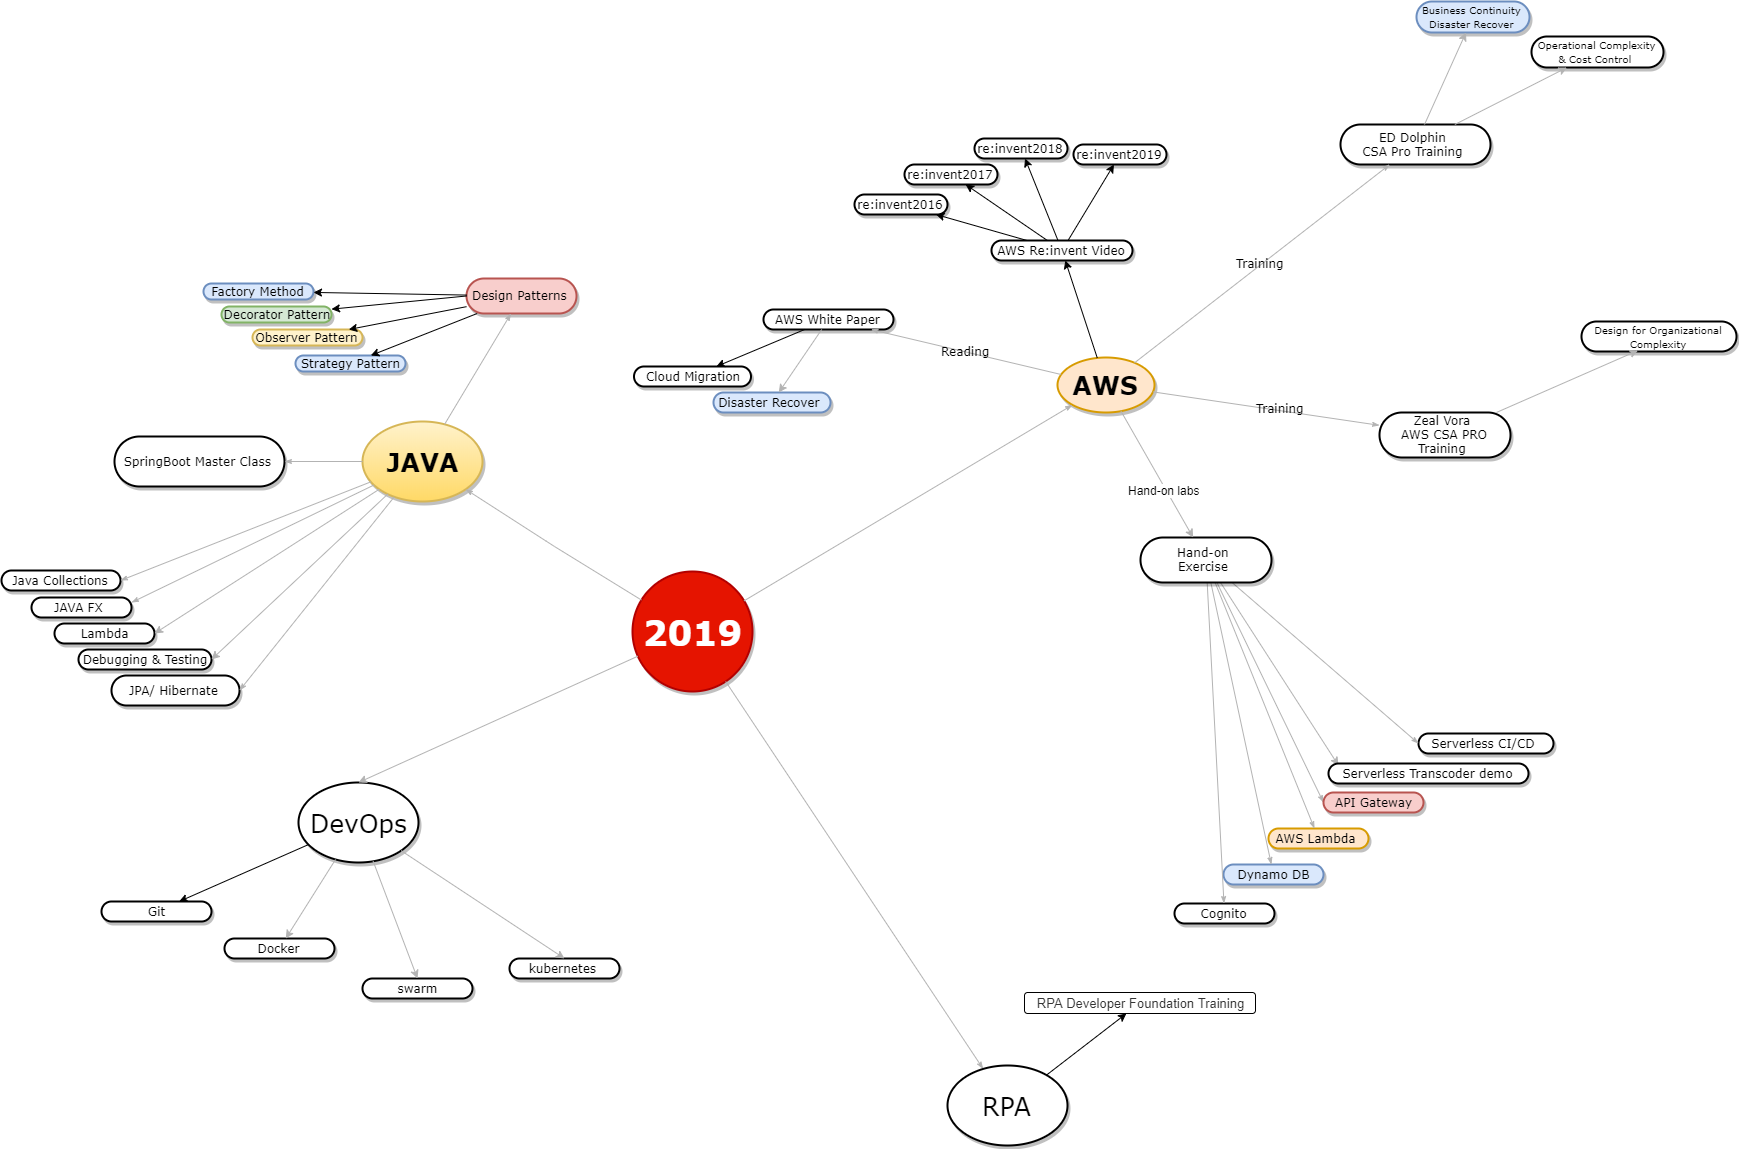 Business Continuity
Disaster Recover
Operational Complexity
& Cost Control
ED Dolphin
CSA Pro Training
re:invent2018
re:invent2019
re:invent2017
re:invent2016
AWS Re:invent Video
Training
Factory Method
Decorator Pattern
Observer Pattern
Strategy Pattern
Design Patterns
AWS White Paper
Reading
Cloud Migration
Disaster Recover
AWS
Design for Organizational
Complexity
Training
Zeal Vora
AWS CSA PRO
Training
SpringBoot Master Class
JAVA
Hand-on labs
Hand-on
Exercise
Java Collections
JAVA FX
Lambda
Debugging & Testing
JPA/ Hibernate
2019
Serverless CI/CD
Serverless Transcoder demo
API Gateway
AWS Lambda
Dynamo DB
Cognito
DevOps
Git
Docker
swarm
kubernetes
RPA Developer Foundation Training
RPA